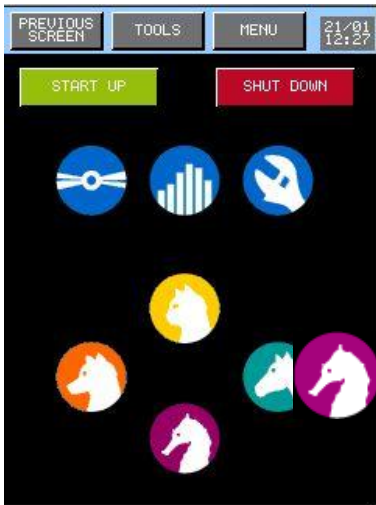 PREVIOUS
SCREEN
TOOLS
MENU
21/01
12:27
START UP
SHUT DOWN